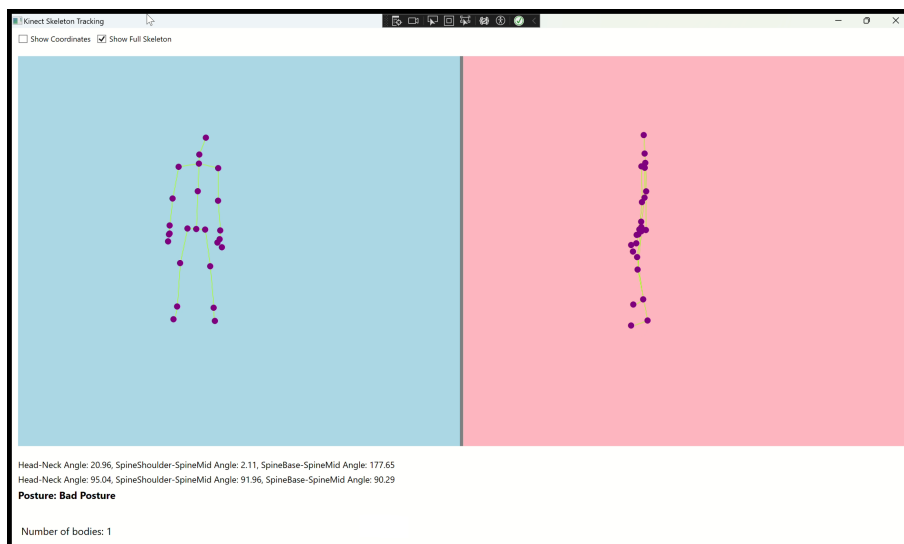 Kinect Skeleton Tracking
Show Coordinates
Show Full Skeleton
Head-Neck Angle: 20.96, SpineShoulder-SpineMid Angle: 2.11, SpineBase-SpineMid Angle: 177.65
Head-Neck Angle: 95.04, SpineShoulder-SpineMid Angle: 91.96, SpineBase-SpineMid Angle: 90.29
Posture: Bad Posture
Number of bodies: 1